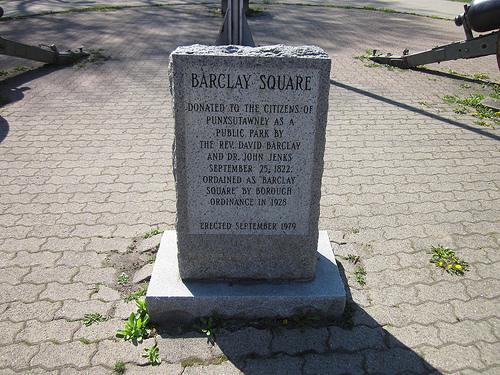 BARCLAY SQUARE
DONATED TO THE CITIZENS OF
PUNXSUTAWNEY AS A
PUBLIC PARK BY
THE REV. DAVID BARCLAY
AND DR. JOHN JENKS
SEPTEMBER 25, 1822:
ORDAINED AS "BARCLAY
SQUARE" BY BOROUGH
ORDINANCE IN 1928
ERECTED SEPTEMBER 1979